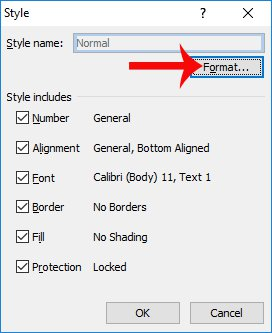 Style
Style name: Normal
Format...
Style includes
Number General
Alignment General, Bottom Aligned
Font Calibri (Body) 11, Text 1
Border No Borders
Fill No Shading
Protection Locked
OK Cancel